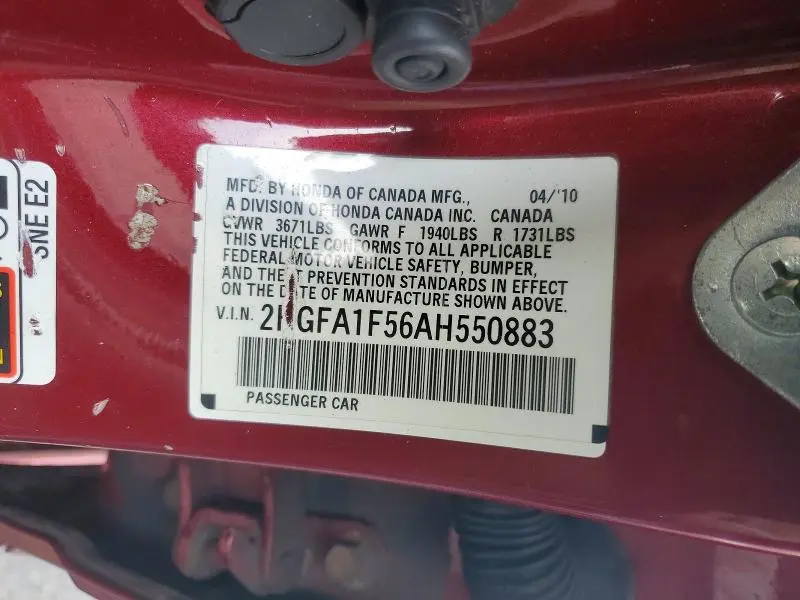 MFD. BY HONDA OF CANADA MFG., 04/'10
A DIVISION OF HONDA CANADA INC. CANADA
GVWR 3671LBS GAWR F 1940LBS R 1731LBS
THIS VEHICLE CONFORMS TO ALL APPLICABLE
FEDERAL MOTOR VEHICLE SAFETY, BUMPER,
AND THEFT PREVENTION STANDARDS IN EFFECT
ON THE DATE OF MANUFACTURE SHOWN ABOVE.
V.I.N. 2HGFA1F56AH550883
PASSENGER CAR
SNE E2